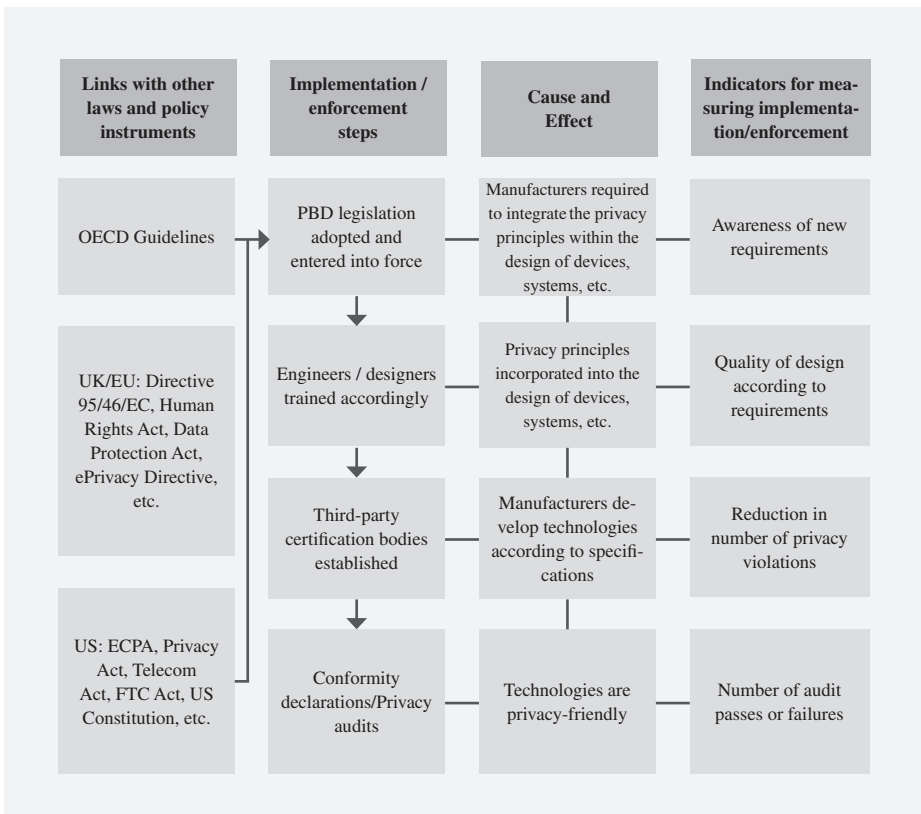 Links with other
laws and policy
instruments
Implementation /
enforcement
steps
Cause and
Effect
Indicators for mea-
suring implementa-
tion/enforcement
OECD Guidelines
PBD legislation
adopted and
entered into force
Manufacturers required
to integrate the privacy
principles within the
design of devices,
systems, etc.
Awareness of new
requirements
UK/EU: Directive
95/46/EC, Human
Rights Act, Data
Protection Act,
ePrivacy Directive,
etc.
Engineers / designers
trained accordingly
Privacy principles
incorporated into the
design of devices,
systems, etc.
Quality of design
according to
requirements
Third-party
certification bodies
established
Manufacturers de-
velop technologies
according to specifi-
cations
Reduction in
number of privacy
violations
US: ECPA, Privacy
Act, Telecom
Act, FTC Act, US
Constitution, etc.
Conformity
declarations/Privacy
audits
Technologies are
privacy-friendly
Number of audit
passes or failures